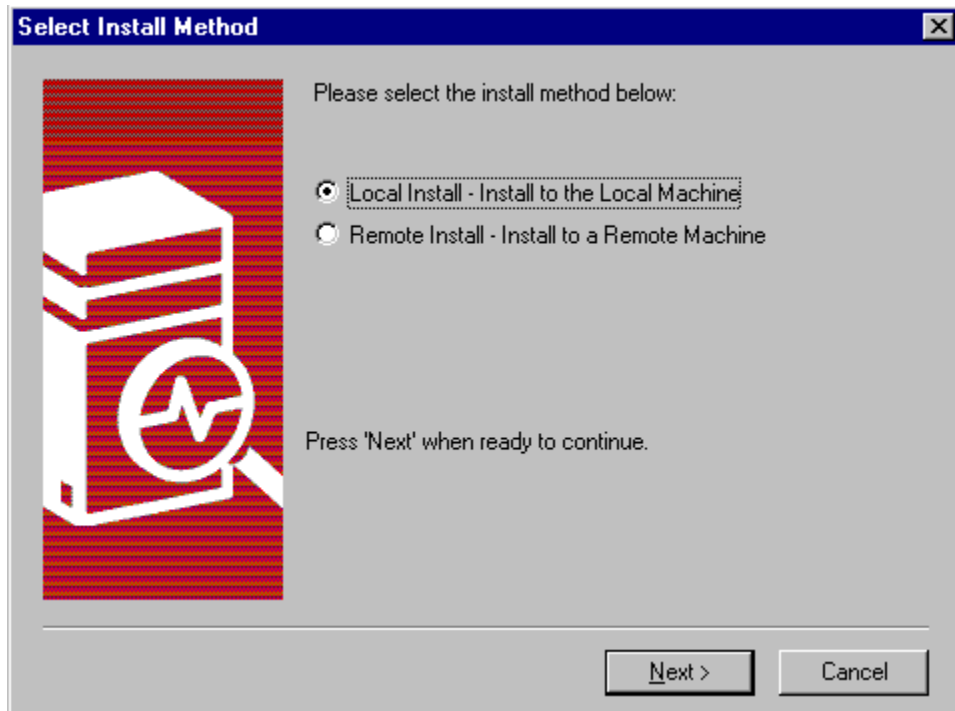 Select Install Method
Please select the install method below:
Local Install - Install to the Local Machine
Remote Install - Install to a Remote Machine
Press 'Next' when ready to continue.
Next >
Cancel